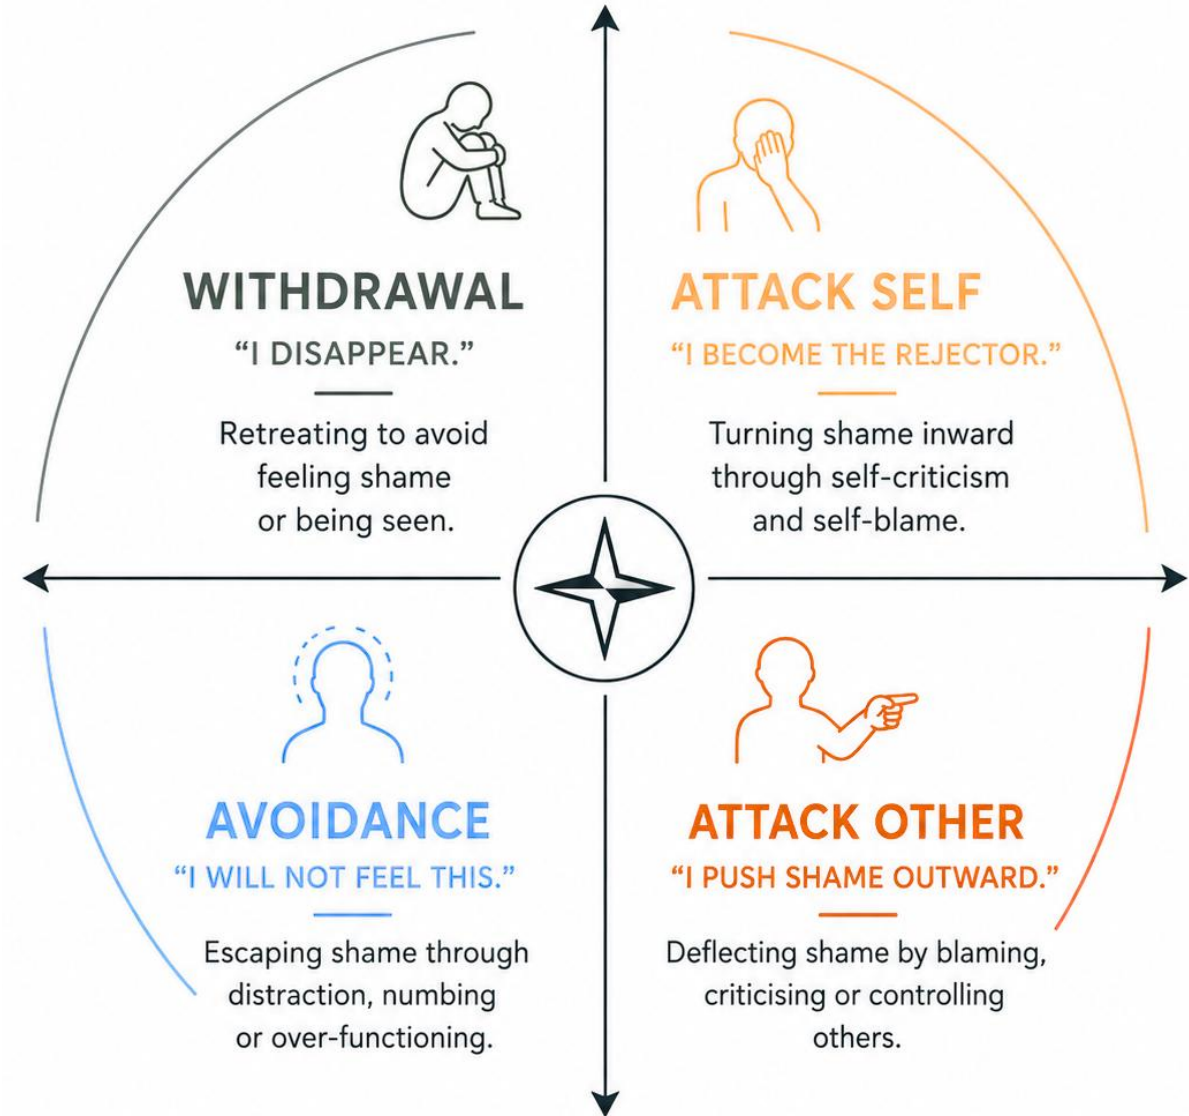 WITHDRAWAL
“I DISAPPEAR.”
Retreating to avoid
feeling shame
or being seen.
ATTACK SELF
“I BECOME THE REJECTOR.”
Turning shame inward
through self-criticism
and self-blame.
AVOIDANCE
“I WILL NOT FEEL THIS.”
Escaping shame through
distraction, numbing
or over-functioning.
ATTACK OTHER
“I PUSH SHAME OUTWARD.”
Deflecting shame by blaming,
criticising or controlling
others.